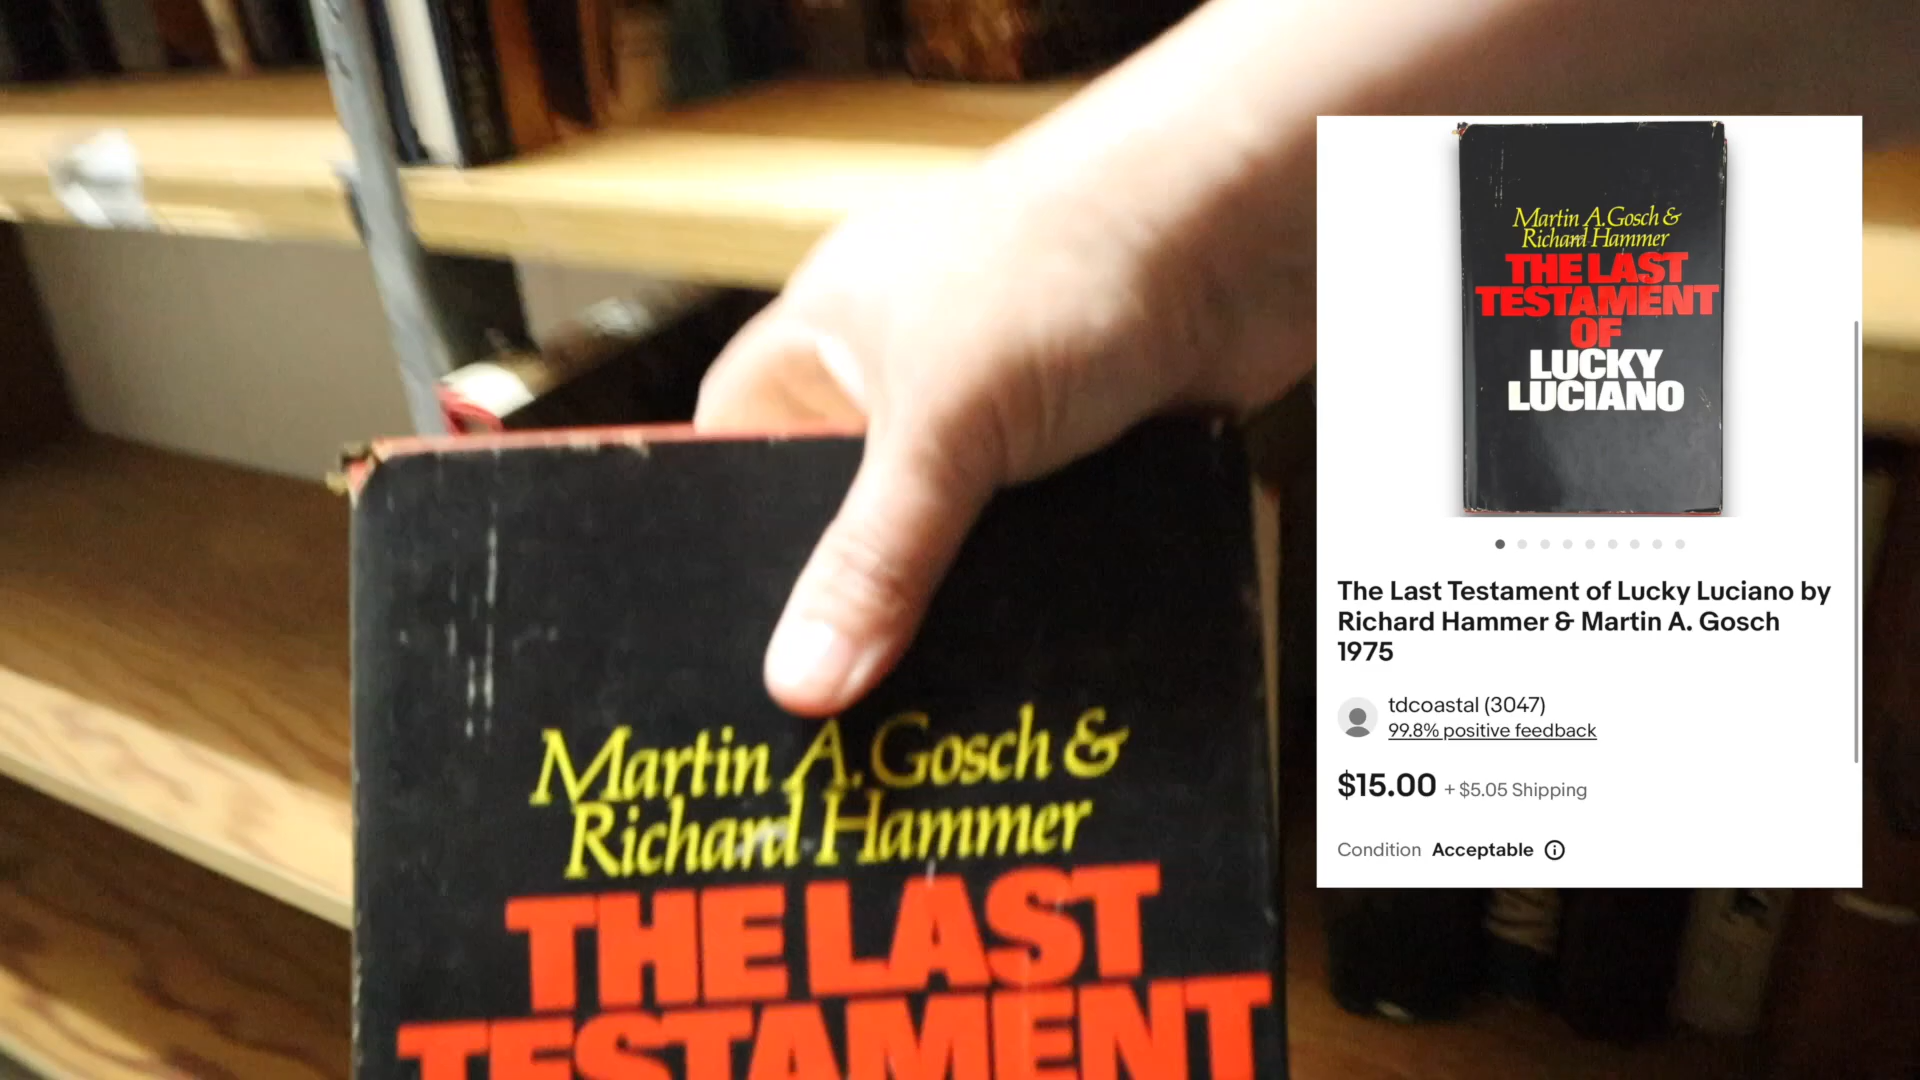 Martin A. Gosch &
Richard Hammer
THE LAST
TESTAMENT
Martin A. Gosch &
Richard Hammer
THE LAST
TESTAMENT
OF
LUCKY
LUCIANO
The Last Testament of Lucky Luciano by
Richard Hammer & Martin A. Gosch
1975
tdcoastal (3047)
99.8% positive feedback
$15.00 + $5.05 Shipping
Condition Acceptable